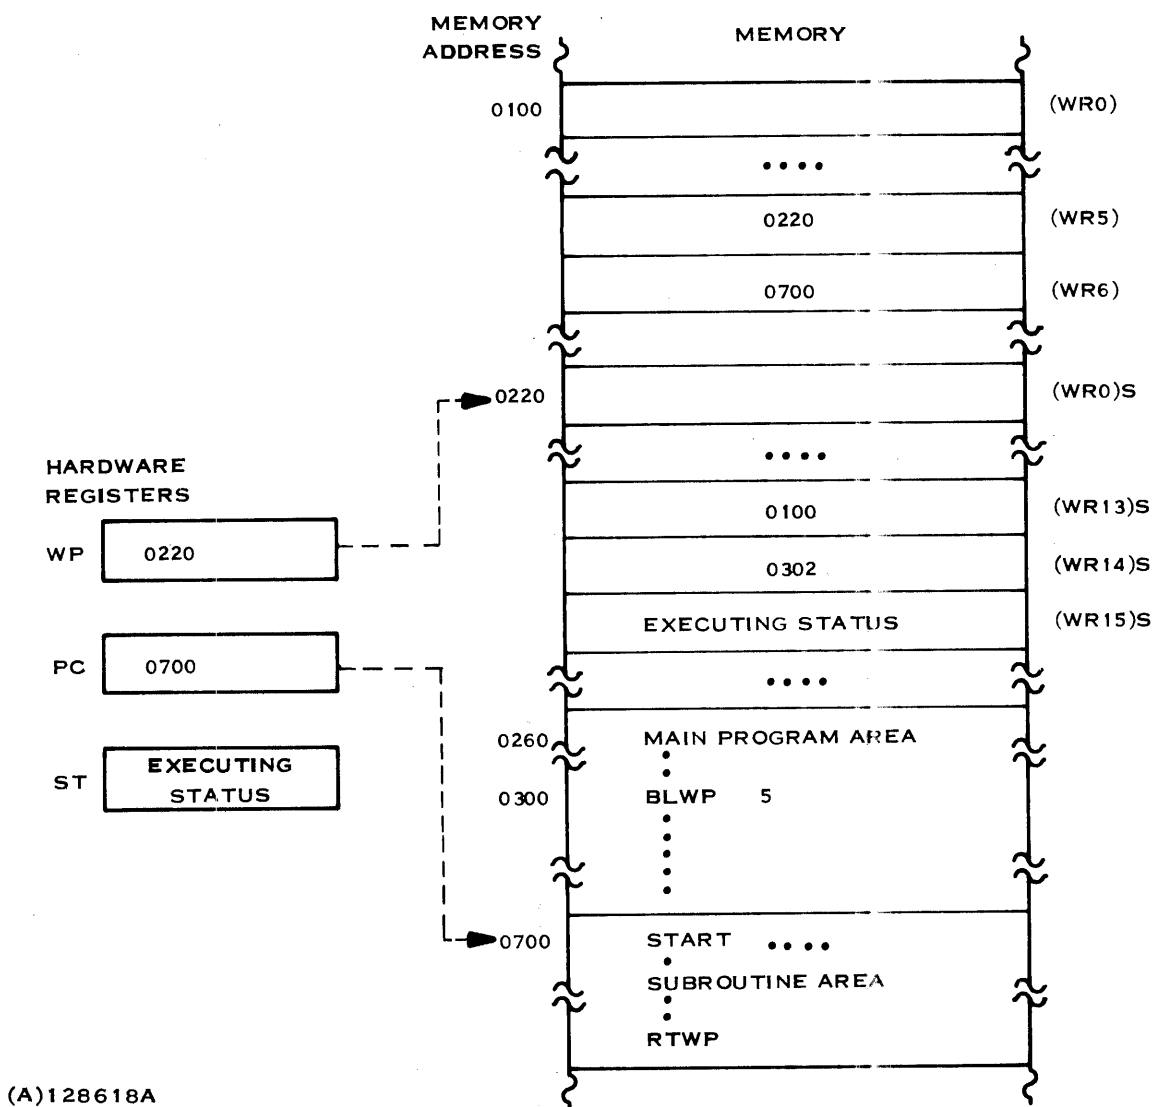 MEMORY
ADDRESS
MEMORY
0100
(WR0)
0220
(WR5)
0700
(WR6)
0220
(WR0)S
HARDWARE
REGISTERS
0100
(WR13)S
WP
0220
0302
(WR14)S
EXECUTING STATUS
(WR15)S
PC
0700
0260
MAIN PROGRAM AREA
ST
EXECUTING
STATUS
0300
BLWP 5
0700
START
SUBROUTINE AREA
RTWP
(A)128618A